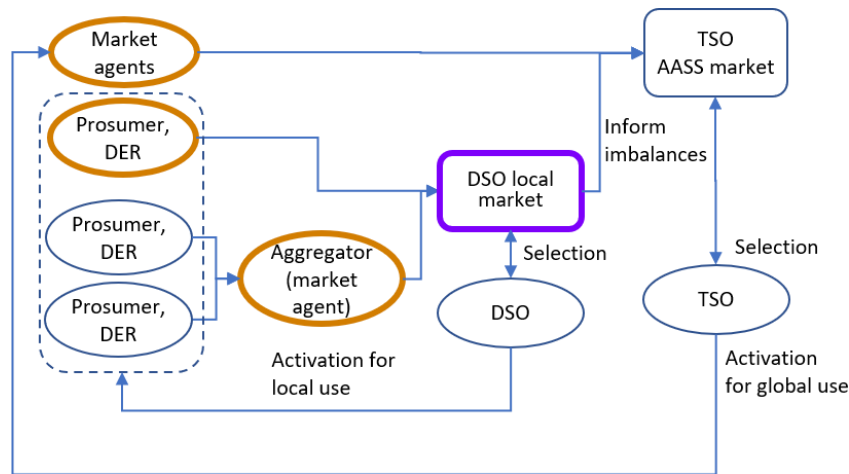 Market
agents
TSO
AASS market
Prosumer,
DER
Inform
imbalances
DSO local
market
Prosumer,
DER
Aggregator
(market
agent)
Selection
Selection
Prosumer,
DER
DSO
TSO
Activation for
local use
Activation
for global use